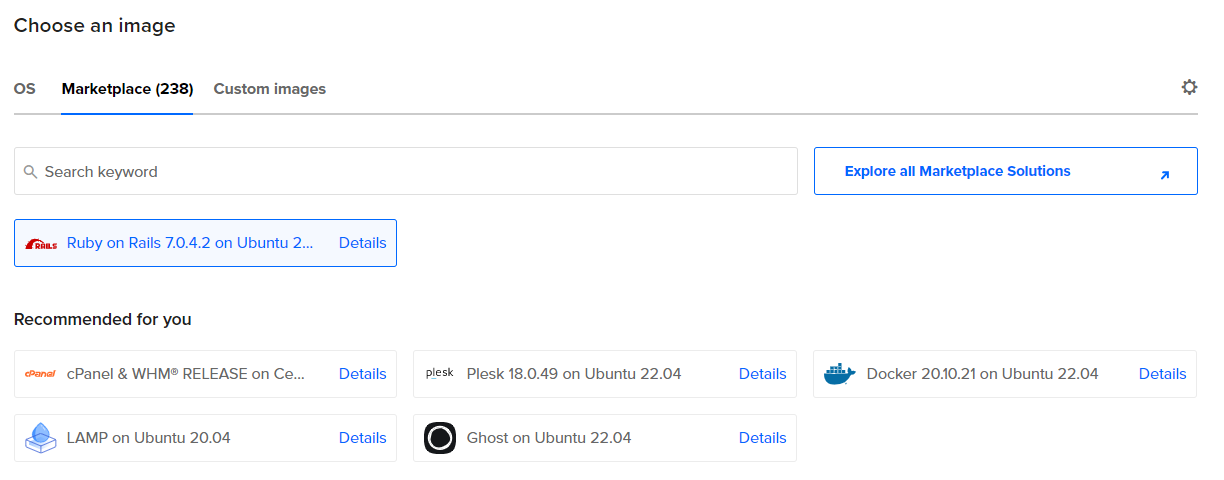 Choose an image
OS Marketplace (238) Custom images
Search keyword Explore all Marketplace Solutions
RAILS Ruby on Rails 7.0.4.2 on Ubuntu 2... Details
Recommended for you
cPanel cPanel & WHM® RELEASE on Ce... Details plesk Plesk 18.0.49 on Ubuntu 22.04 Details Docker 20.10.21 on Ubuntu 22.04 Details
LAMP on Ubuntu 20.04 Details Ghost on Ubuntu 22.04 Details